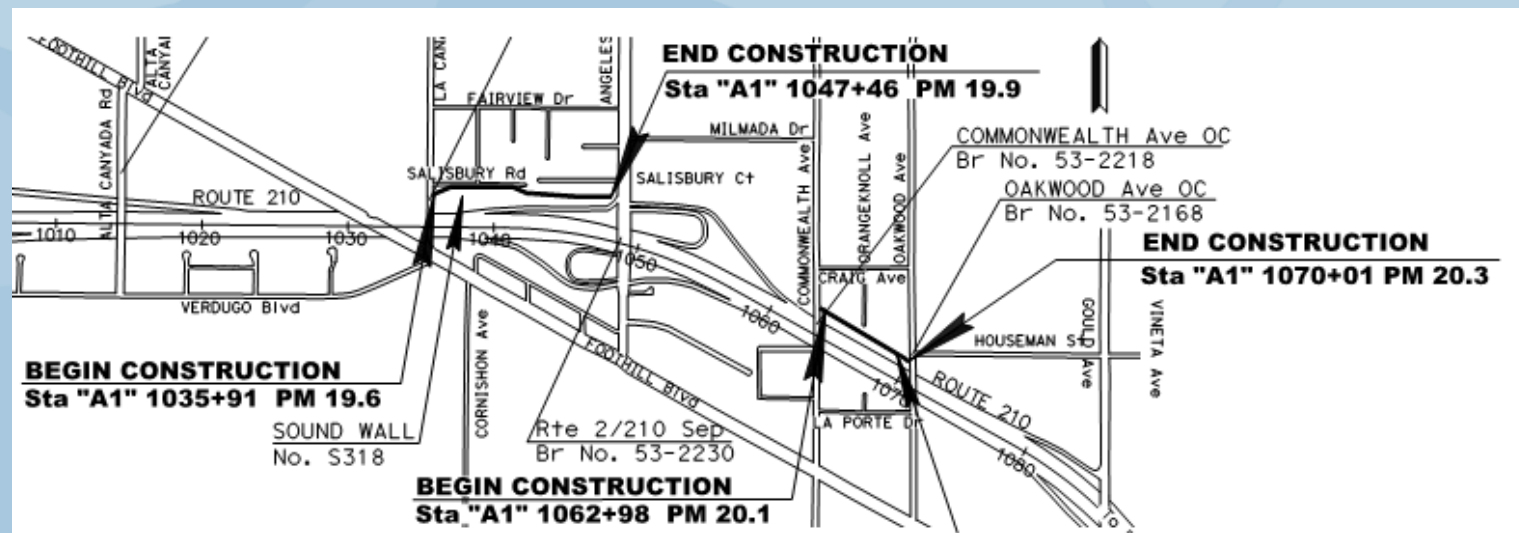 FOOTHILL Blvd
ALTA
CANYA
LA CAN
ANGELES
END CONSTRUCTION
Sta "A1" 1047+46 PM 19.9
FAIRVIEW Dr
MILMADA Dr
ALTA CANYADA Rd
ROUTE 210
SALISBURY Rd
SALISBURY Ct
COMMONWEALTH Ave
ORANGEKNOLL Ave
OAKWOOD Ave
COMMONWEALTH Ave OC
Br No. 53-2218
OAKWOOD Ave OC
Br No. 53-2168
END CONSTRUCTION
Sta "A1" 1070+01 PM 20.3
1010
1020
1030
1040
1050
1060
1070
1080
CRAIG Ave
VERDUGO Blvd
CORNISHON Ave
FOOTHILL Blvd
HOUSEMAN St
GOULD Ave
VINETA Ave
ROUTE 210
LA PORTE Dr
BEGIN CONSTRUCTION
Sta "A1" 1035+91 PM 19.6
SOUND WALL
No. S318
Rte 2/210 Sep
Br No. 53-2230
BEGIN CONSTRUCTION
Sta "A1" 1062+98 PM 20.1
To